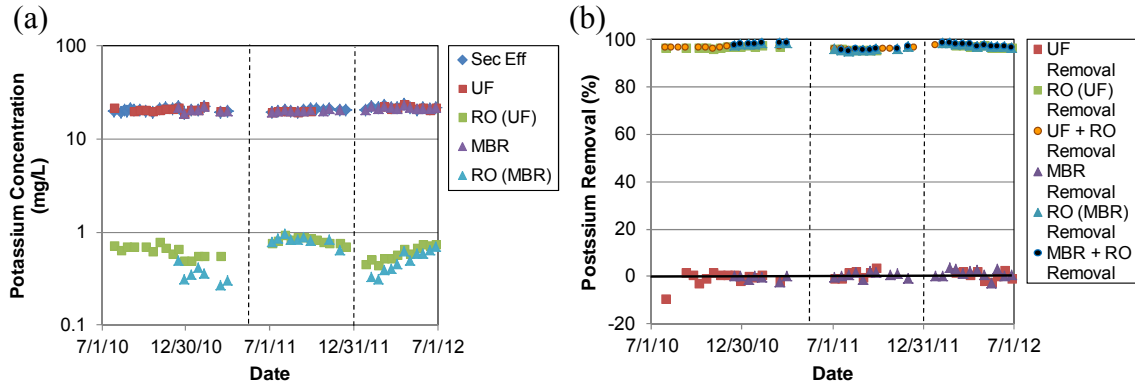 (a)
Potassium Concentration
(mg/L)
100
10
1
0.1
7/1/10
12/30/10
7/1/11
12/31/11
7/1/12
Date
Sec Eff
UF
RO (UF)
MBR
RO (MBR)
(b)
Postsssium Removal (%)
100
80
60
40
20
0
-20
7/1/10
12/30/10
7/1/11
12/31/11
7/1/12
Date
UF
Removal
RO (UF)
Removal
UF + RO
Removal
MBR
Removal
RO (MBR)
Removal
MBR + RO
Removal